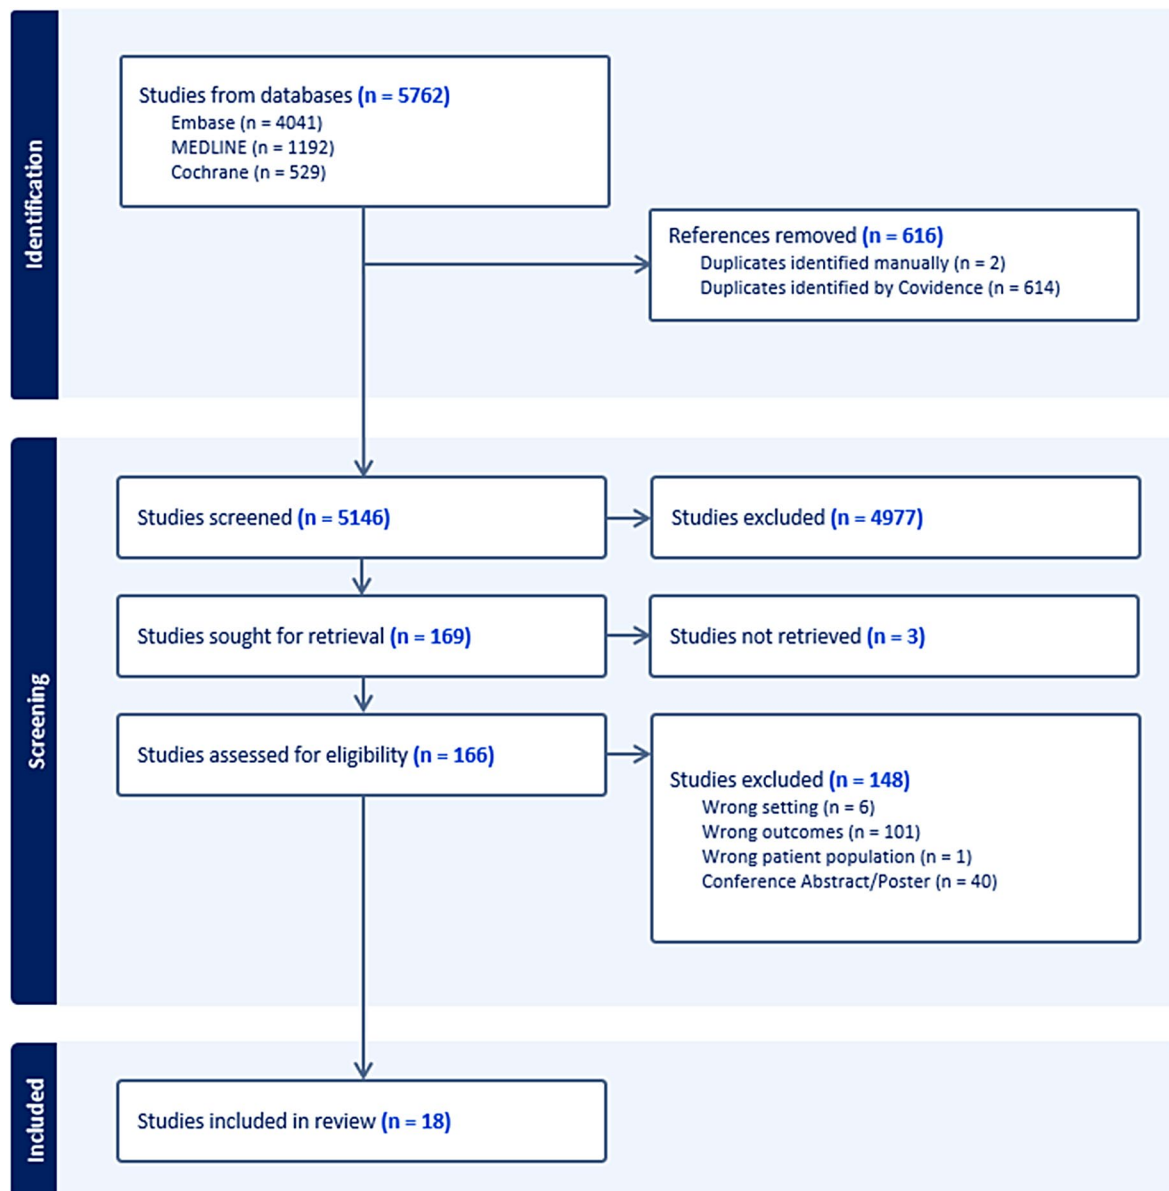 Identification
Studies from databases (n = 5762)
Embase (n = 4041)
MEDLINE (n = 1192)
Cochrane (n = 529)
References removed (n = 616)
Duplicates identified manually (n = 2)
Duplicates identified by Covidence (n = 614)
Screening
Studies screened (n = 5146)
Studies excluded (n = 4977)
Studies sought for retrieval (n = 169)
Studies not retrieved (n = 3)
Studies assessed for eligibility (n = 166)
Studies excluded (n = 148)
Wrong setting (n = 6)
Wrong outcomes (n = 101)
Wrong patient population (n = 1)
Conference Abstract/Poster (n = 40)
Included
Studies included in review (n = 18)